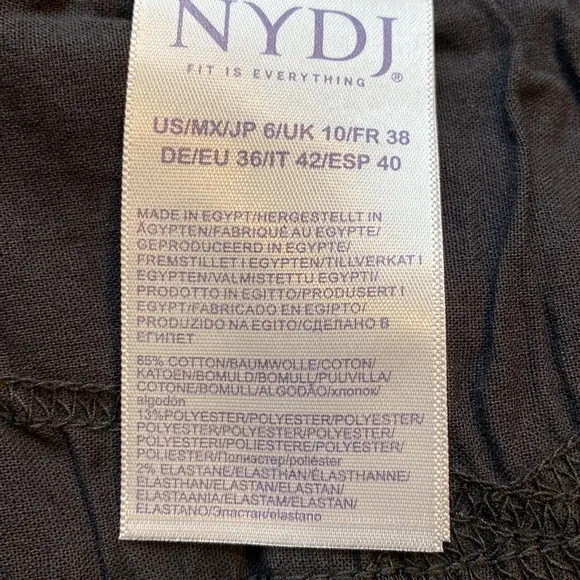 NYDJ
FIT IS EVERYTHING ®
US/MX/JP 6/UK 10/FR 38
DE/EU 36/IT 42/ESP 40
MADE IN EGYPT/HERGESTELLT IN
ÄGYPTEN/FABRIQUÉ AU EGYPTE/
GEPRODUCEERD IN EGYPTE/
FREMSTILLET I EGYPTEN/TILLVERKAT I
EGYPTEN/VALMISTETTU EGYPTI/
PRODOTTO IN EGITTO/PRODUSERT I
EGYPT/FABRICADO EN EGIPTO/
PRODUZIDO NA EGITO/СДЕЛАНО В
ЕГИПЕТ
85% COTTON/BAUMWOLLE/COTON/
KATOEN/BOMULD/BOMULL/PUUVILLA/
COTONE/BOMULL/ALGODÃO/хлопок/
algodón
13%POLYESTER/POLYESTER/POLYESTER/
POLYESTER/POLYESTER/POLYESTER/
POLYESTERI/POLIESTERE/POLYESTER/
POLIESTER/Полиэстер/poliéster
2% ELASTANE/ELASTHAN/ÉLASTHANNE/
ELASTHAN/ELASTAN/ELASTAN/
ELASTAANIA/ELASTAM/ELASTAN/
ELASTANO/Эластан/elastano